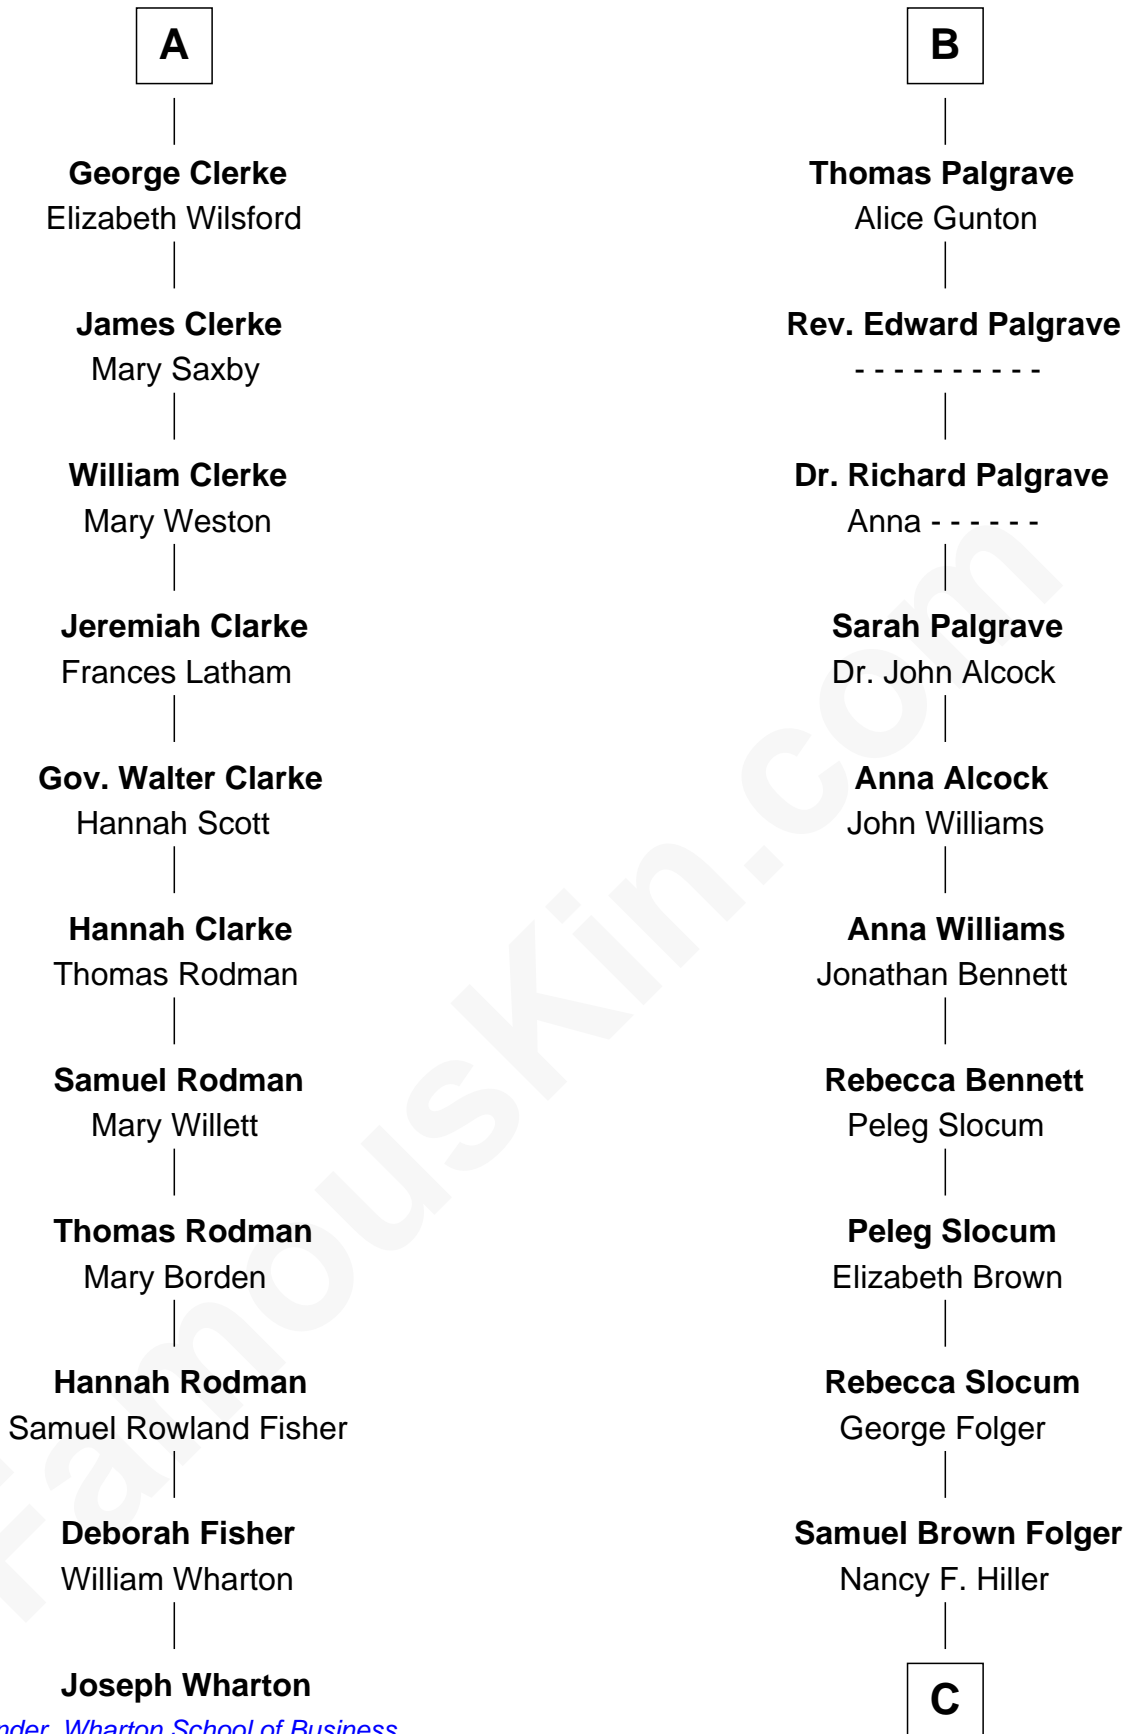 A
George Clerke
Elizabeth Wilsford
James Clerke
Mary Saxby
William Clerke
Mary Weston
Jeremiah Clarke
Frances Latham
Gov. Walter Clarke
Hannah Scott
Hannah Clarke
Thomas Rodman
Samuel Rodman
Mary Willett
Thomas Rodman
Mary Borden
Hannah Rodman
Samuel Rowland Fisher
Deborah Fisher
William Wharton
Joseph Wharton
Wharton School of Business
B
Thomas Palgrave
Alice Gunton
Rev. Edward Palgrave
- - - - - - - - - -
Dr. Richard Palgrave
Anna - - - - - -
Sarah Palgrave
Dr. John Alcock
Anna Alcock
John Williams
Anna Williams
Jonathan Bennett
Rebecca Bennett
Peleg Slocum
Peleg Slocum
Elizabeth Brown
Rebecca Slocum
George Folger
Samuel Brown Folger
Nancy F. Hiller
C
FamousKin.com